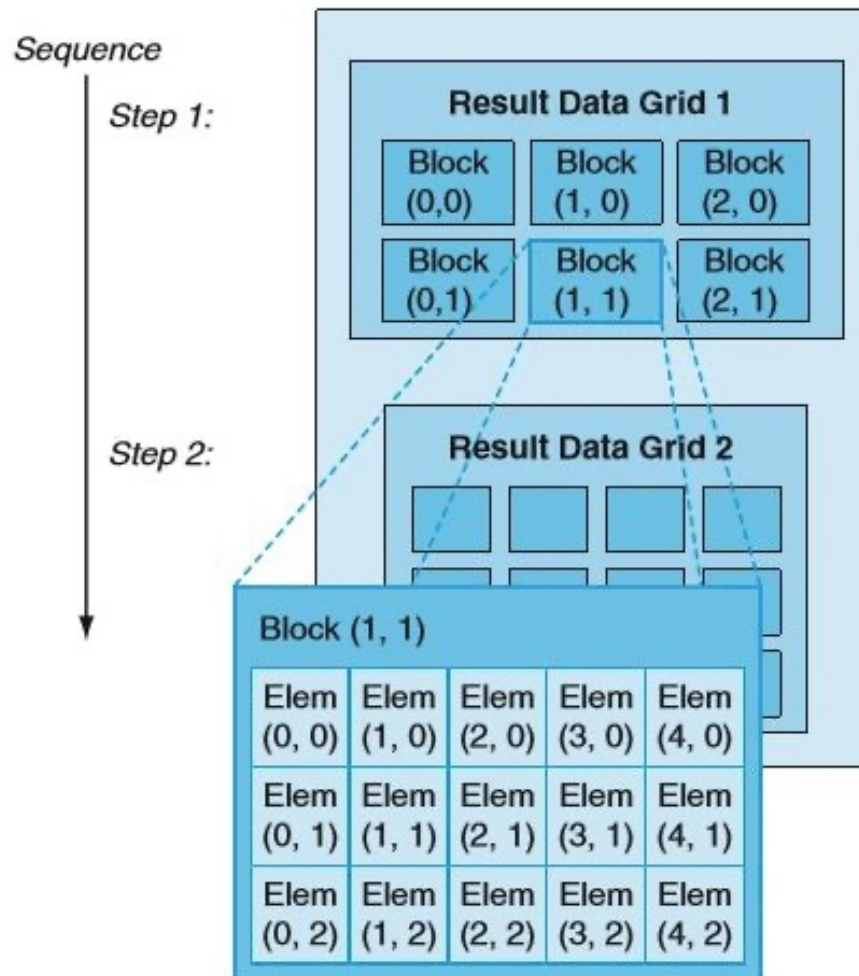 Sequence
Step 1:
Result Data Grid 1
Block
(0,0)
Block
(1, 0)
Block
(2, 0)
Block
(0,1)
Block
(1, 1)
Block
(2, 1)
Step 2:
Result Data Grid 2
Block (1, 1)
Elem
(0, 0)
Elem
(1, 0)
Elem
(2, 0)
Elem
(3, 0)
Elem
(4, 0)
Elem
(0, 1)
Elem
(1, 1)
Elem
(2, 1)
Elem
(3, 1)
Elem
(4, 1)
Elem
(0, 2)
Elem
(1, 2)
Elem
(2, 2)
Elem
(3, 2)
Elem
(4, 2)